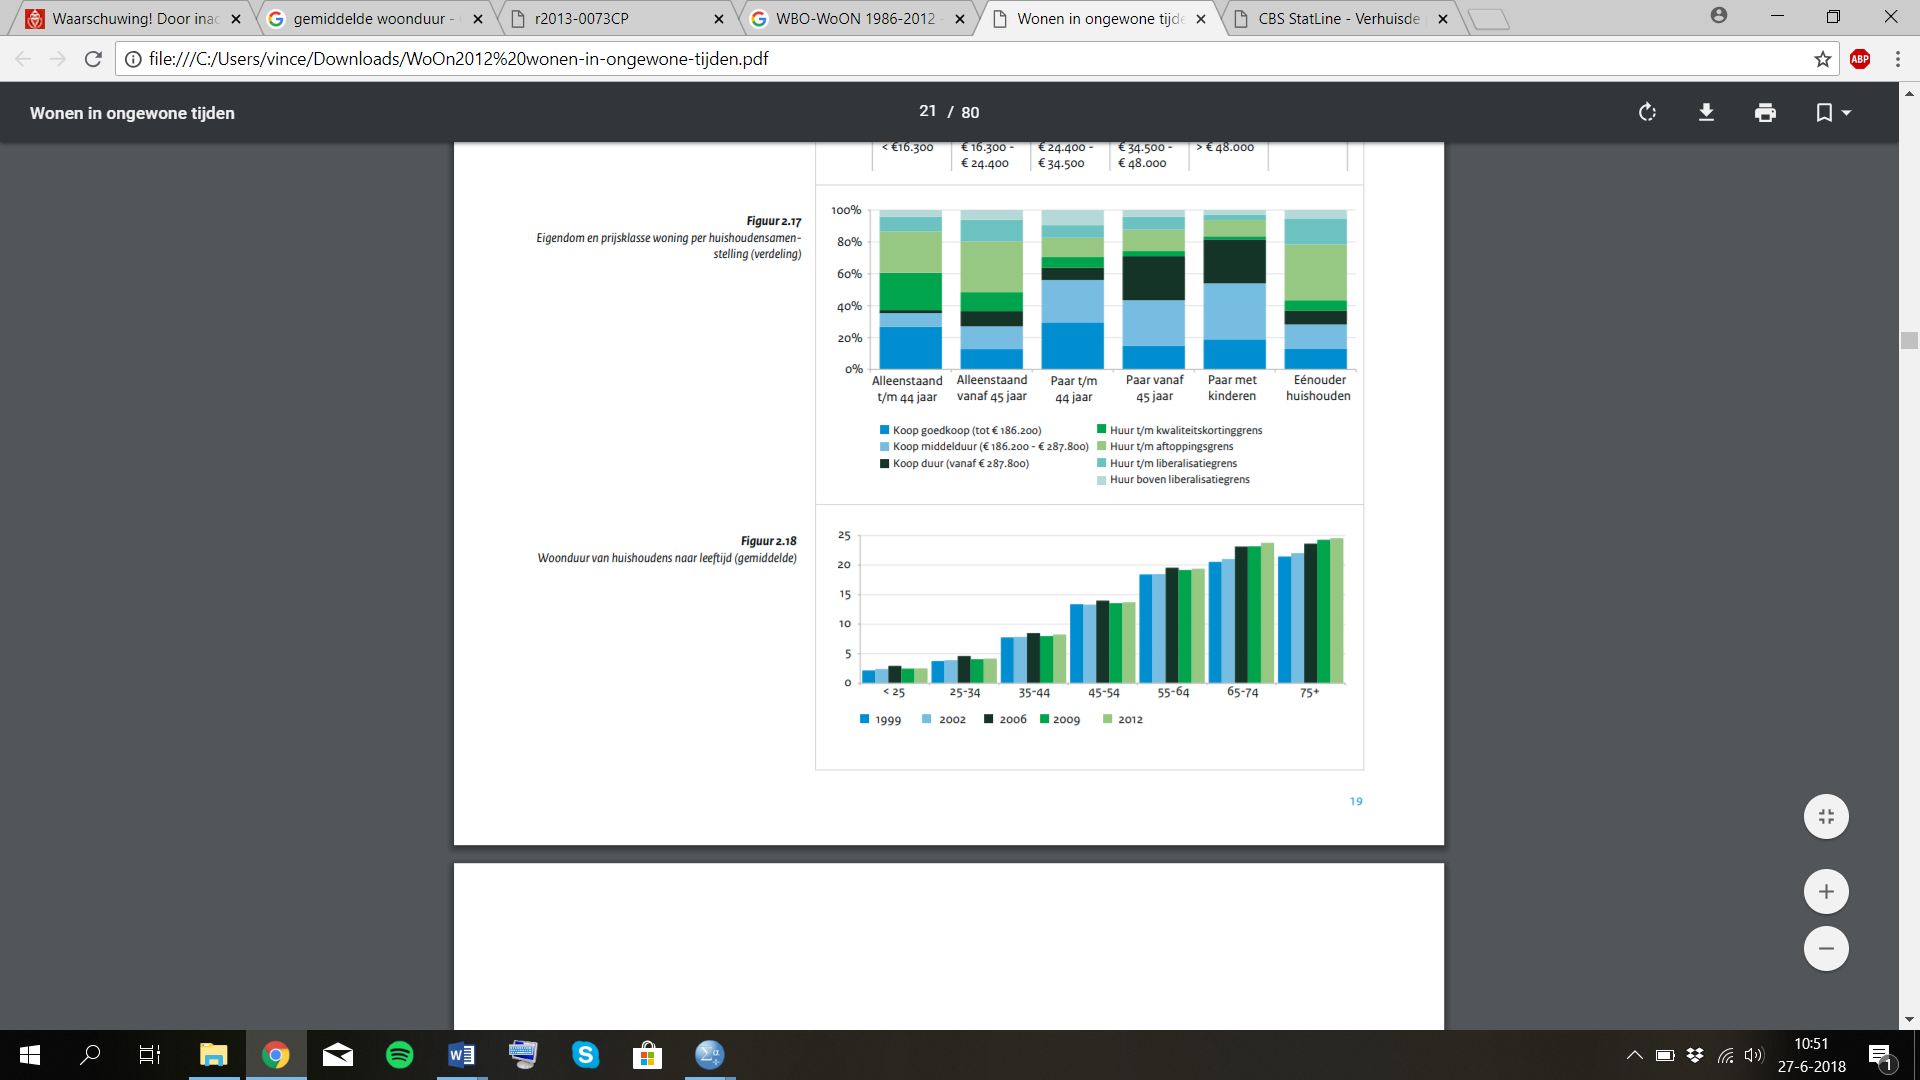 Waarschuwing! Door inac
gemiddelde woonduur -
r2013-0073CP
WBO-WoON 1986-2012 -
Wonen in ongewone tijde
CBS StatLine - Verhuisde
file:///C:/Users/vince/Downloads/WoOn2012%20wonen-in-ongewone-tijden.pdf
ABP
Wonen in ongewone tijden
21 / 80
< €16.300
€ 16.300 -
€ 24.400
€ 24.400 -
€ 34.500
€ 34.500 -
€ 48.000
> € 48.000
Figuur 2.17
Eigendom en prijsklasse woning per huishoudensamen-
stelling (verdeling)
100%
80%
60%
40%
20%
0%
Alleenstaand
t/m 44 jaar
Alleenstaand
vanaf 45 jaar
Paar t/m
44 jaar
Paar vanaf
45 jaar
Paar met
kinderen
Eénouder
huishouden
Koop goedkoop (tot € 186.200)
Koop middelduur (€ 186.200 - € 287.800)
Koop duur (vanaf € 287.800)
Huur t/m kwaliteitskortinggrens
Huur t/m aftoppingsgrens
Huur t/m liberalisatiegrens
Huur boven liberalisatiegrens
Figuur 2.18
Woonduur van huishoudens naar leeftijd (gemiddelde)
25
20
15
10
5
0
< 25
25-34
35-44
45-54
55-64
65-74
75+
1999
2002
2006
2009
2012
19
10:51
27-6-2018
1